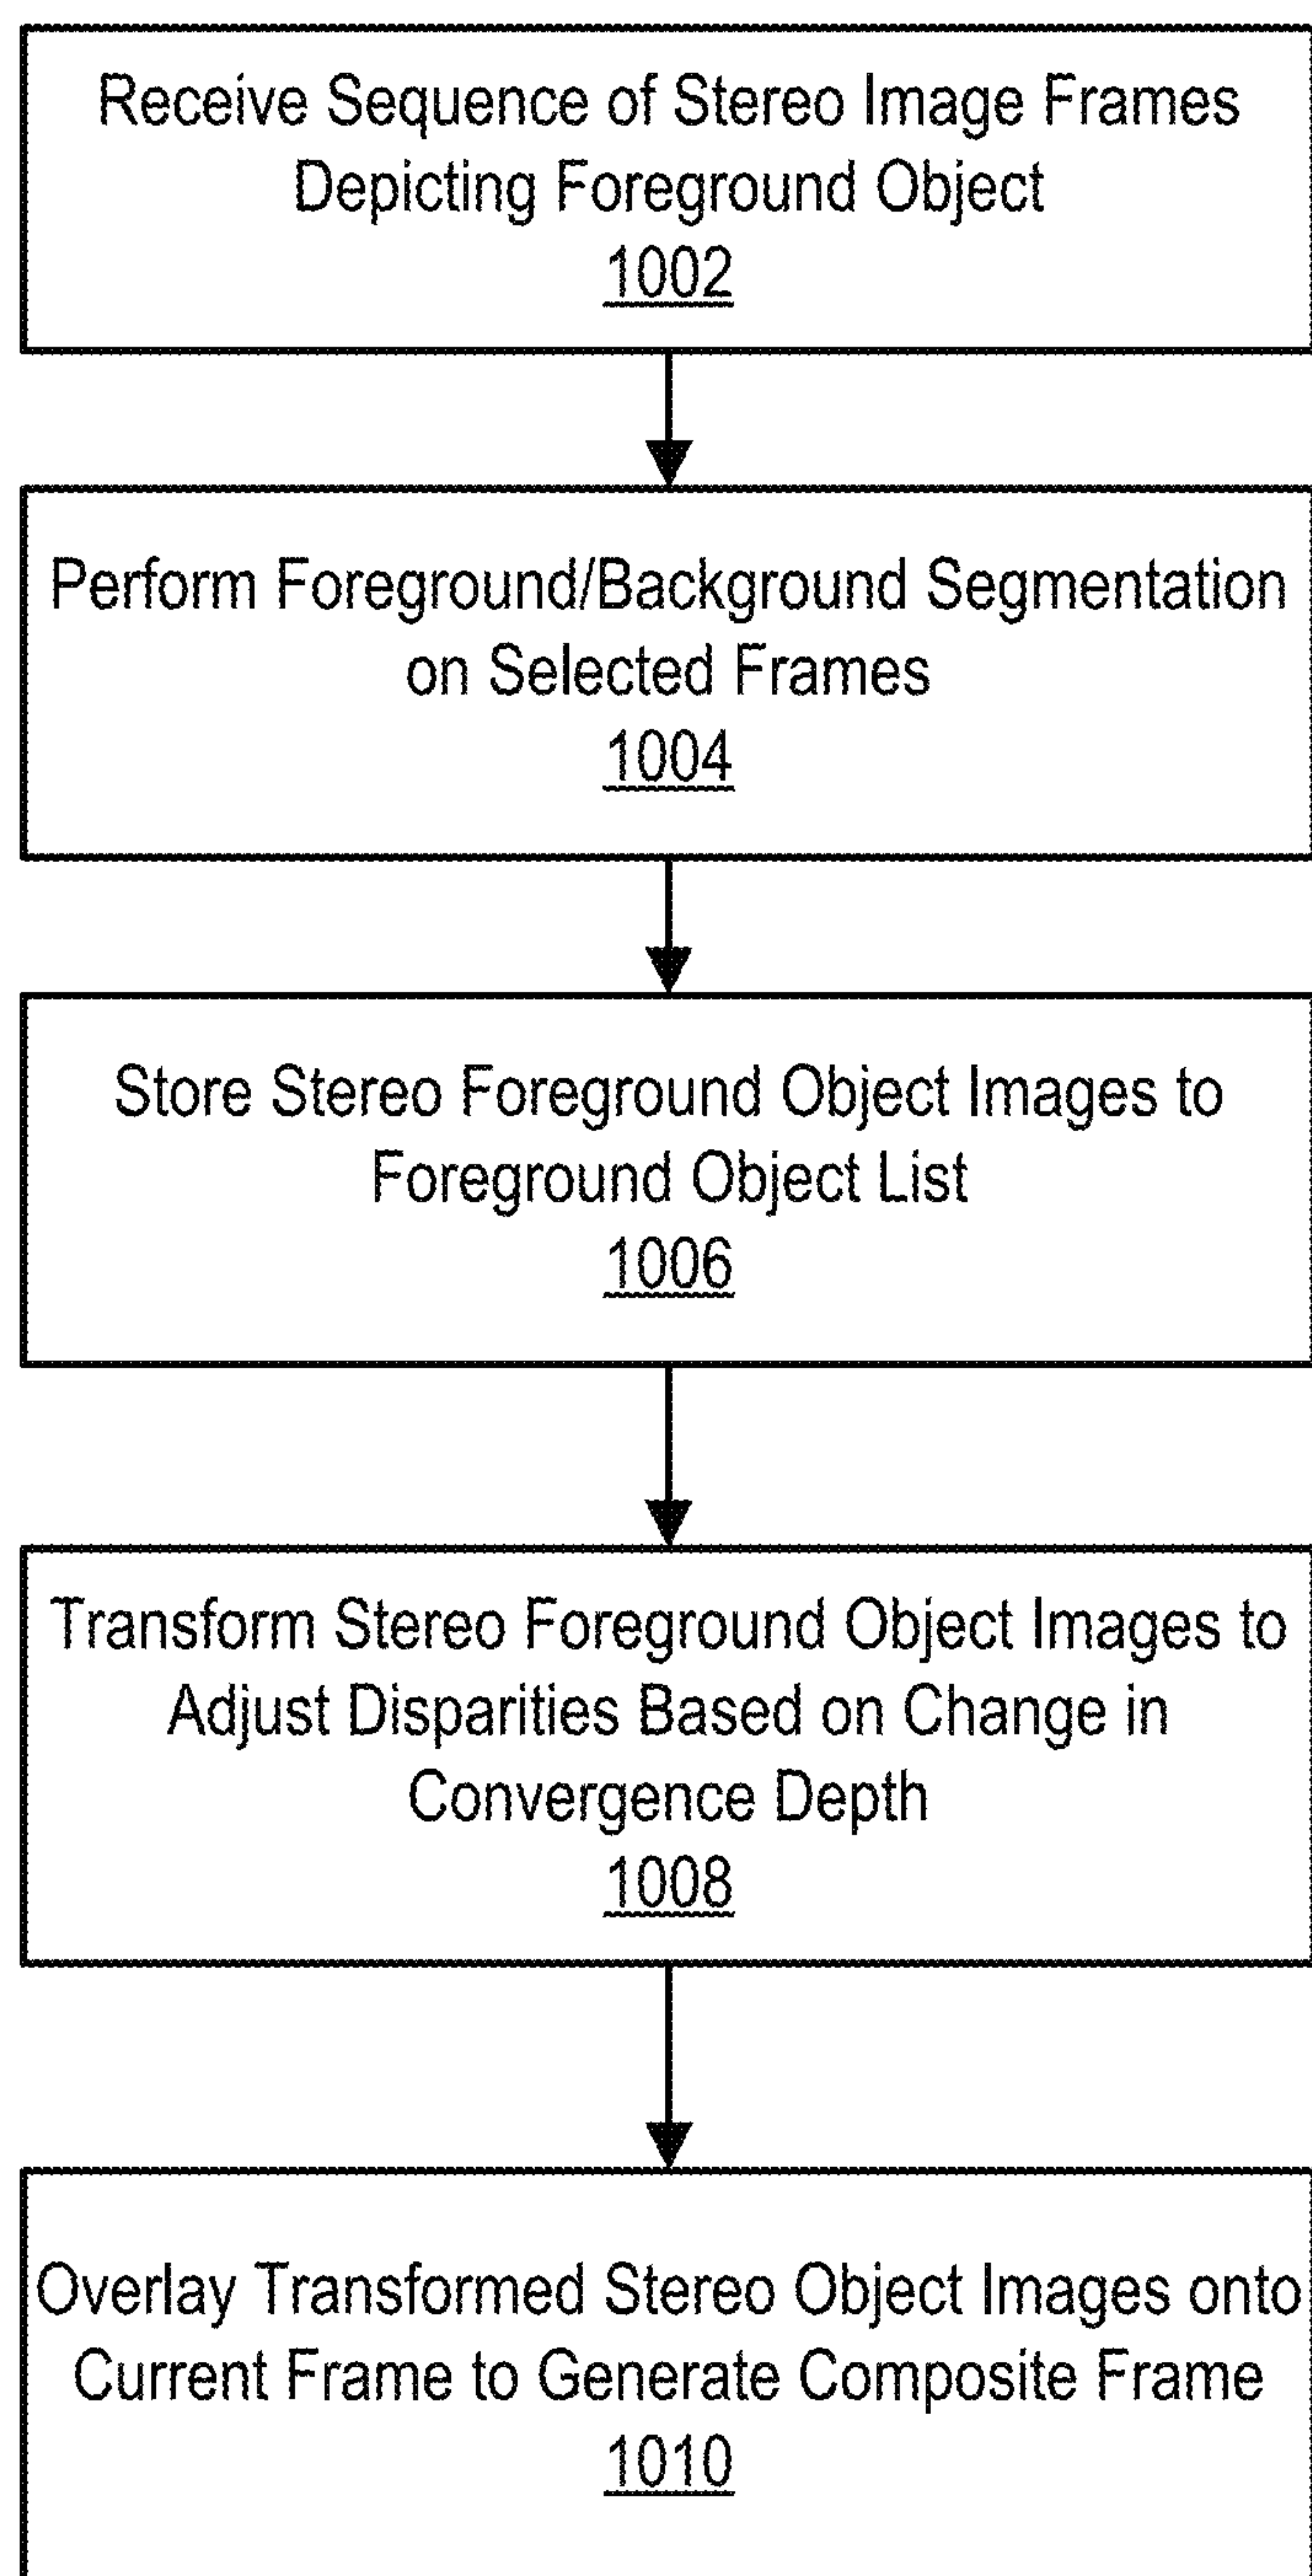 Receive Sequence of Stereo Image Frames
Depicting Foreground Object
1002
Perform Foreground/Background Segmentation
on Selected Frames
1004
Store Stereo Foreground Object Images to
Foreground Object List
1006
Transform Stereo Foreground Object Images to
Adjust Disparities Based on Change in
Convergence Depth
1008
Overlay Transformed Stereo Object Images onto
Current Frame to Generate Composite Frame
1010